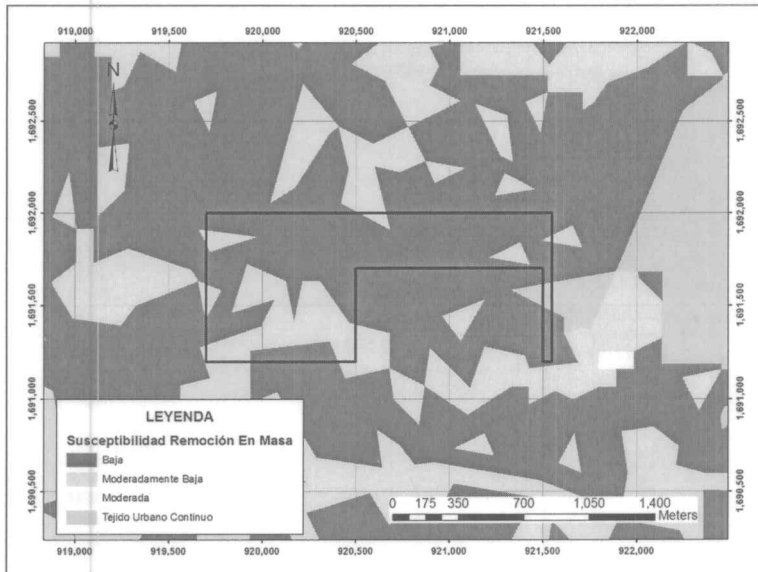 919,000 919,500 920,000 920,500 921,000 921,500 922,000
N
1,692,500 1,692,500
1,692,000 1,692,000
1,691,500 1,691,500
1,691,000 1,691,000
1,690,500 1,690,500
LEYENDA
Susceptibilidad Remoción En Masa
Baja
Moderadamente Baja
Moderada
Tejido Urbano Continuo
0 175 350 700 1,050 1,400
Meters
919,000 919,500 920,000 920,500 921,000 921,500 922,000